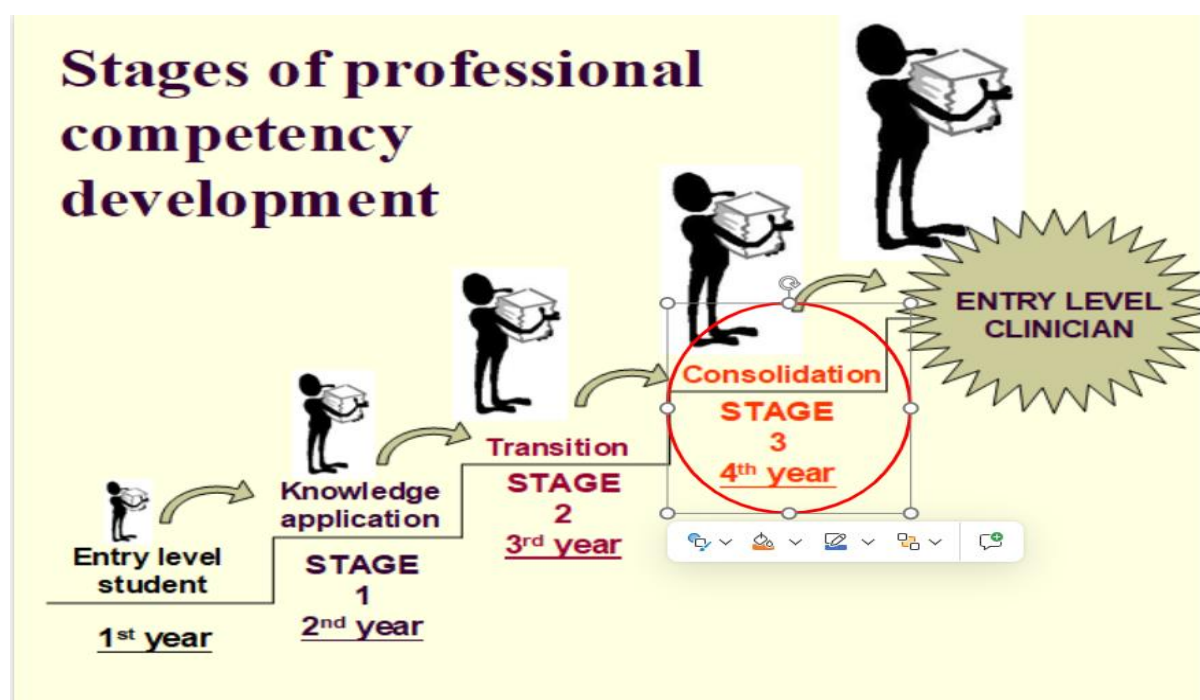 Stages of professional
competency
development
ENTRY LEVEL
CLINICIAN
Consolidation
STAGE
3
4th year
Transition
STAGE
2
3rd year
Knowledge
application
STAGE
1
2nd year
Entry level
student
1st year